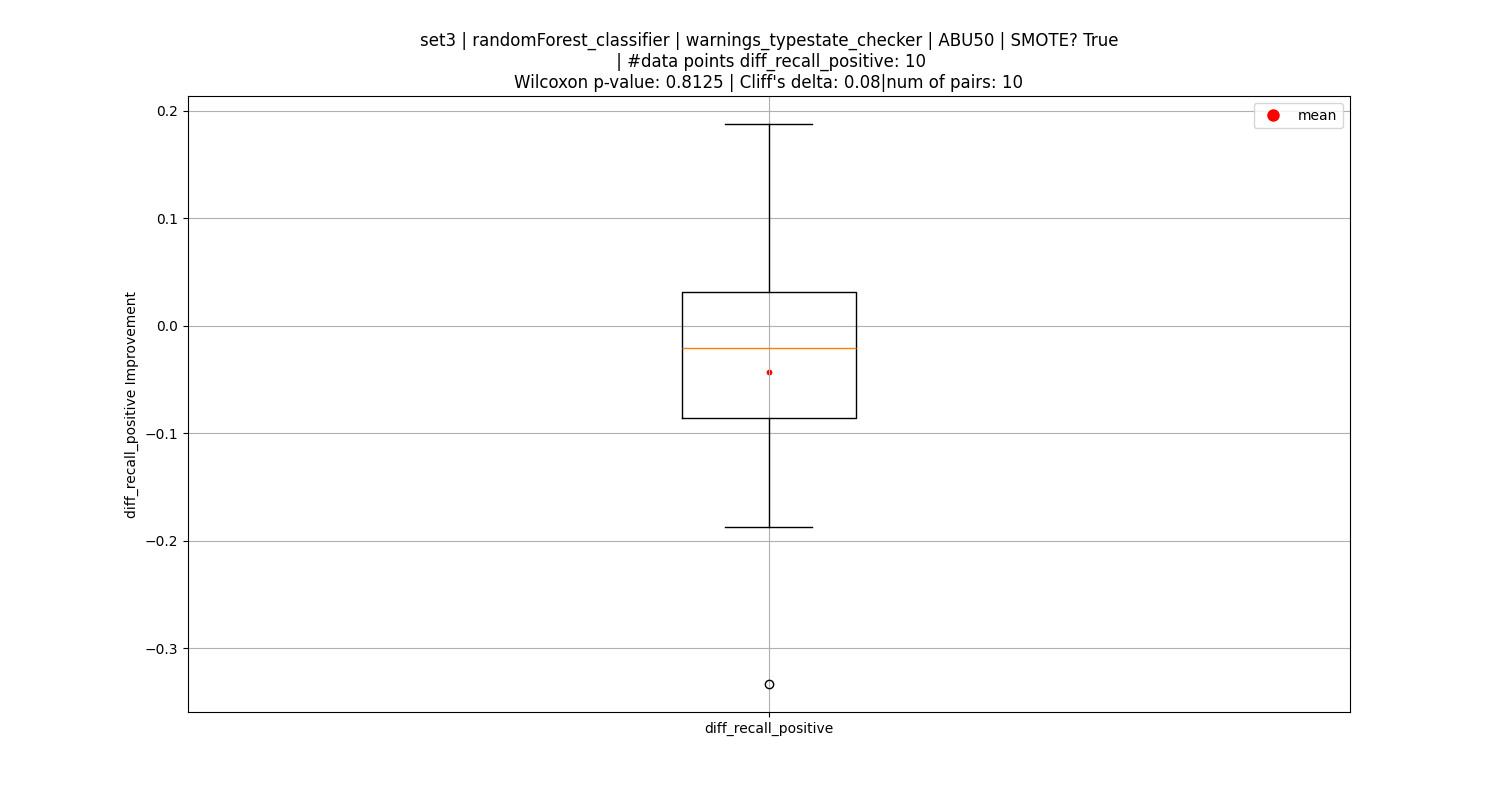 set3 | randomForest_classifier | warnings_typestate_checker | ABU50 | SMOTE? True
| #data points diff_recall_positive: 10
Wilcoxon p-value: 0.8125 | Cliff's delta: 0.08|num of pairs: 10
mean
0.2
0.1
0.0
−0.1
−0.2
−0.3
diff_recall_positive Improvement
diff_recall_positive